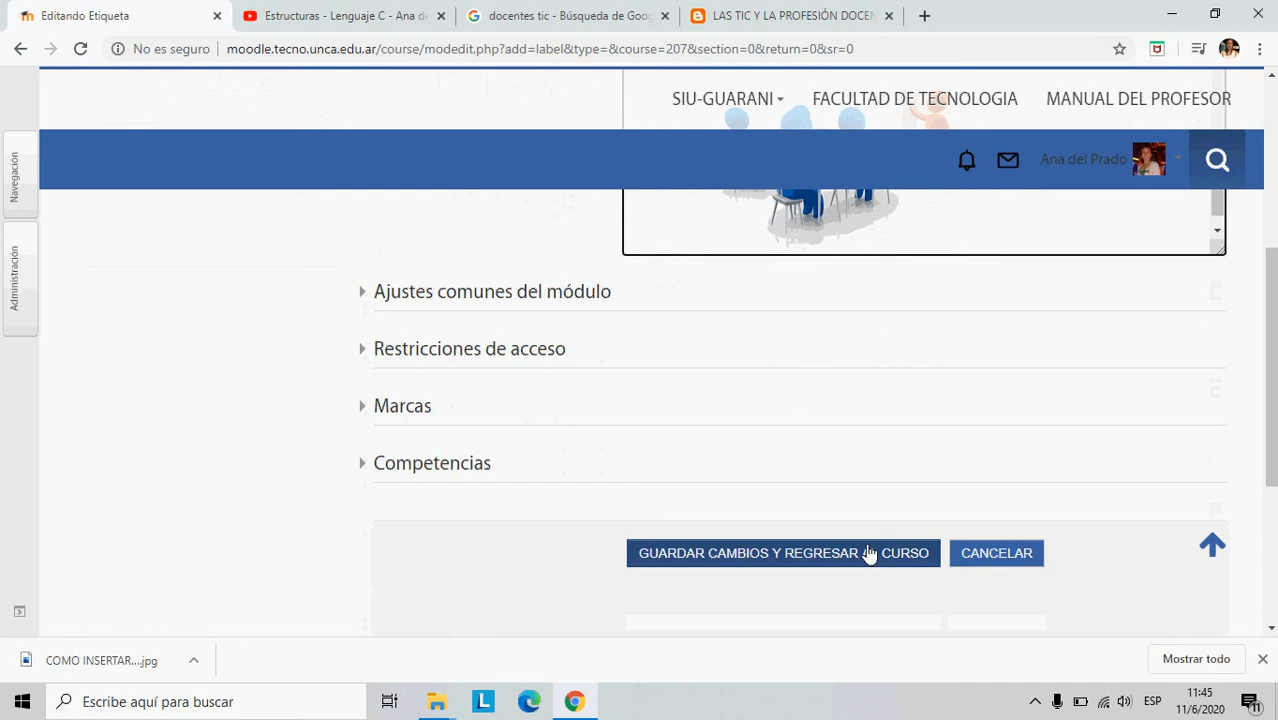 Editando Etiqueta
Estructuras - Lenguaje C - Ana de
docentes tic - Búsqueda de Goog
LAS TIC Y LA PROFESIÓN DOCEN
No es seguro
moodle.tecno.unca.edu.ar/course/modedit.php?add=label&type=&course=207&section=0&return=0&sr=0
SIU-GUARANI
FACULTAD DE TECNOLOGIA
MANUAL DEL PROFESOR
Ana del Prado
Navegación
Administración
Ajustes comunes del módulo
Restricciones de acceso
Marcas
Competencias
GUARDAR CAMBIOS Y REGRESAR AL CURSO
CANCELAR
COMO INSERTAR....jpg
Mostrar todo
Escribe aquí para buscar
L
ESP
11:45
11/6/2020
11